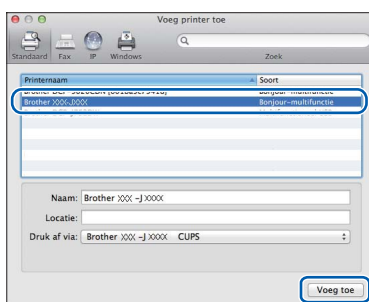 Voeg printer toe
Standaard Fax IP Windows Zoek
Printernaam Soort
Brother XXX-JXXX Bonjour-multifunctie
Naam: Brother XXX -J XXXX
Locatie:
Druk af via: Brother XXX -J XXXX CUPS
Voeg toe